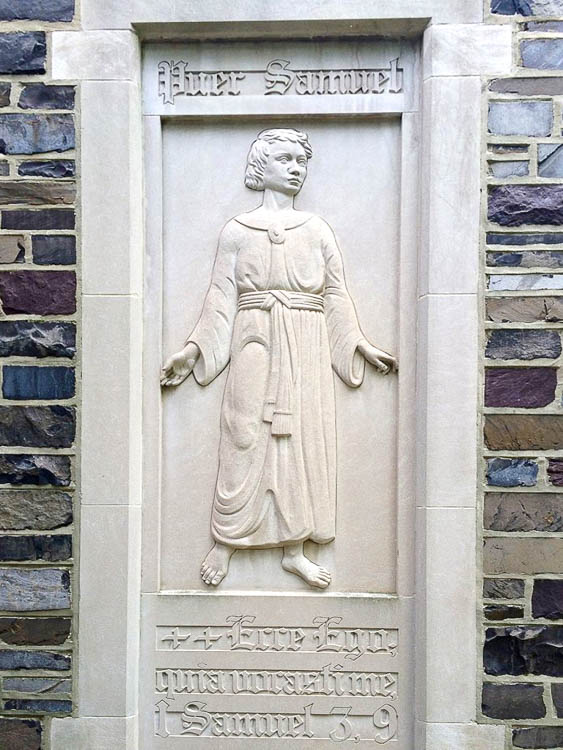 Puer Samuel
++Ecce Ego,
quia vocasti me,
1 Samuel 3, 9